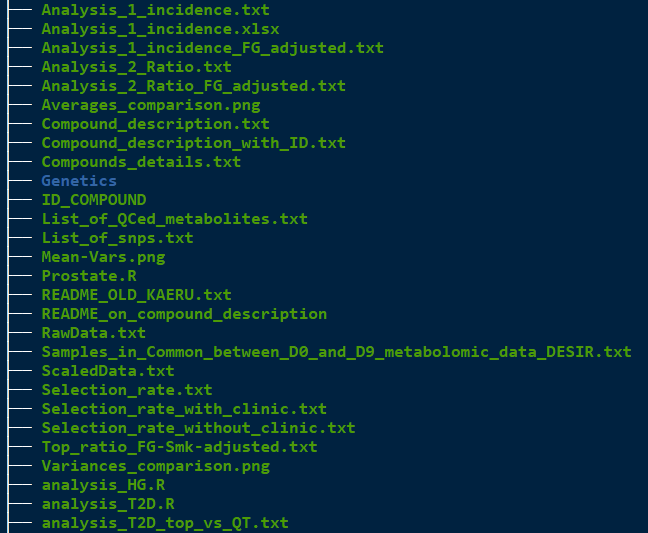 Analysis_1_incidence.txt
Analysis_1_incidence.xlsx
Analysis_1_incidence_FG_adjusted.txt
Analysis_2_Ratio.txt
Analysis_2_Ratio_FG_adjusted.txt
Averages_comparison.png
Compound_description.txt
Compound_description_with_ID.txt
Compounds_details.txt
Genetics
ID_COMPOUND
List_of_QCed_metabolites.txt
List_of_snps.txt
Mean-Vars.png
Prostate.R
README_OLD_KAERU.txt
README_on_compound_description
RawData.txt
Samples_in_Common_between_D0_and_D9_metabolomic_data_DESIR.txt
ScaledData.txt
Selection_rate.txt
Selection_rate_with_clinic.txt
Selection_rate_without_clinic.txt
Top_ratio_FG-Smk-adjusted.txt
Variances_comparison.png
analysis_HG.R
analysis_T2D.R
analysis_T2D_top_vs_QT.txt